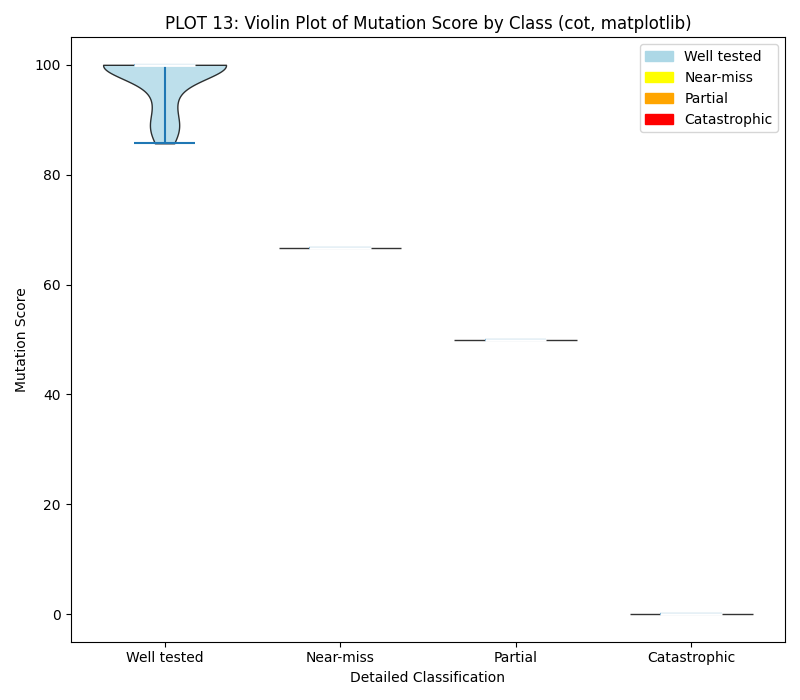 PLOT 13: Violin Plot of Mutation Score by Class (cot, matplotlib)
Well tested
Near-miss
Partial
Catastrophic
100
80
60
40
20
0
Mutation Score
Well tested
Near-miss
Partial
Catastrophic
Detailed Classification